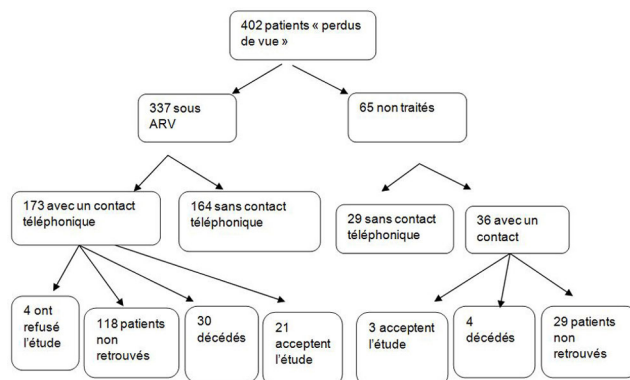 402 patients « perdus
de vue »
337 sous
ARV
65 non traités
173 avec un contact
téléphonique
164 sans contact
téléphonique
29 sans contact
téléphonique
36 avec un
contact
4 ont
refusé
l’étude
118 patients
non
retrouvés
30
décédés
21
acceptent
l’étude
3 acceptent
l’étude
4
décédés
29 patients
non
retrouvés